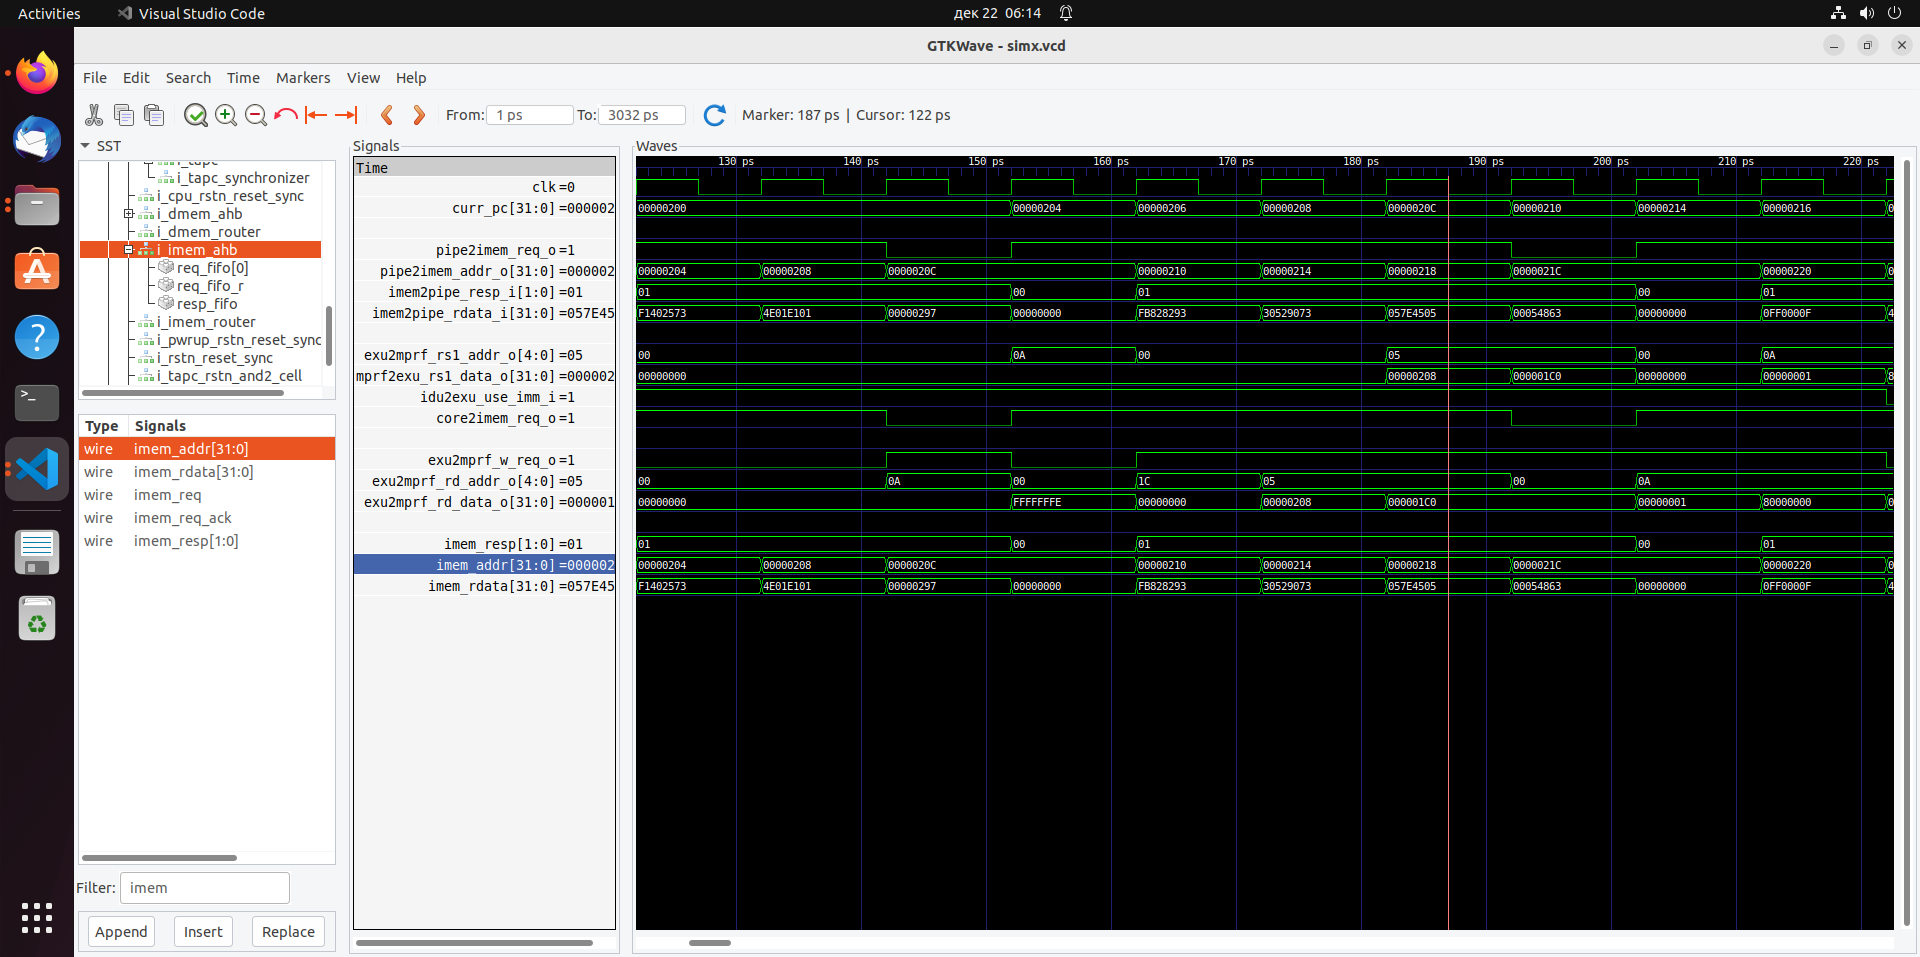 Activities
Visual Studio Code
дек 22 06:14
GTKWave - simx.vcd
File Edit Search Time Markers View Help
From: 1 ps To: 3032 ps Marker: 187 ps | Cursor: 122 ps
SST
i_tapc
i_tapc_synchronizer
i_cpu_rstn_reset_sync
i_dmem_ahb
i_dmem_router
i_imem_ahb
req_fifo[0]
req_fifo_r
resp_fifo
i_imem_router
i_pwrup_rstn_reset_sync
i_rstn_reset_sync
i_tapc_rstn_and2_cell
Type Signals
wire imem_addr[31:0]
wire imem_rdata[31:0]
wire imem_req
wire imem_req_ack
wire imem_resp[1:0]
Filter: imem
Append Insert Replace
Signals
Time
clk=0
curr_pc[31:0]=000002
pipe2imem_req_o=1
pipe2imem_addr_o[31:0]=000002
imem2pipe_resp_i[1:0]=01
imem2pipe_rdata_i[31:0]=057E45
exu2mprf_rs1_addr_o[4:0]=05
mprf2exu_rs1_data_o[31:0]=000002
idu2exu_use_imm_i=1
core2imem_req_o=1
exu2mprf_w_req_o=1
exu2mprf_rd_addr_o[4:0]=05
exu2mprf_rd_data_o[31:0]=000001
imem_resp[1:0]=01
imem_addr[31:0]=000002
imem_rdata[31:0]=057E45
Waves
130 ps 140 ps 150 ps 160 ps 170 ps 180 ps 190 ps 200 ps 210 ps 220 ps
00000200 00000204 00000206 00000208 0000020C 00000210 00000214 00000216 0
00000204 00000208 0000020C 00000210 00000214 00000218 0000021C 00000220 0
01 00 01 00 01
F1402573 4E01E101 00000297 00000000 FB828293 30529073 057E4505 00054863 00000000 0FF0000F 4
00 0A 00 05 00 0A
00000000 00000208 000001C0 00000000 00000001 8
00 0A 00 1C 05 00 0A
00000000 FFFFFFFE 00000000 00000208 000001C0 00000001 80000000 0
01 00 01 00 01
00000204 00000208 0000020C 00000210 00000214 00000218 0000021C 00000220 0
F1402573 4E01E101 00000297 00000000 FB828293 30529073 057E4505 00054863 00000000 0FF0000F 4